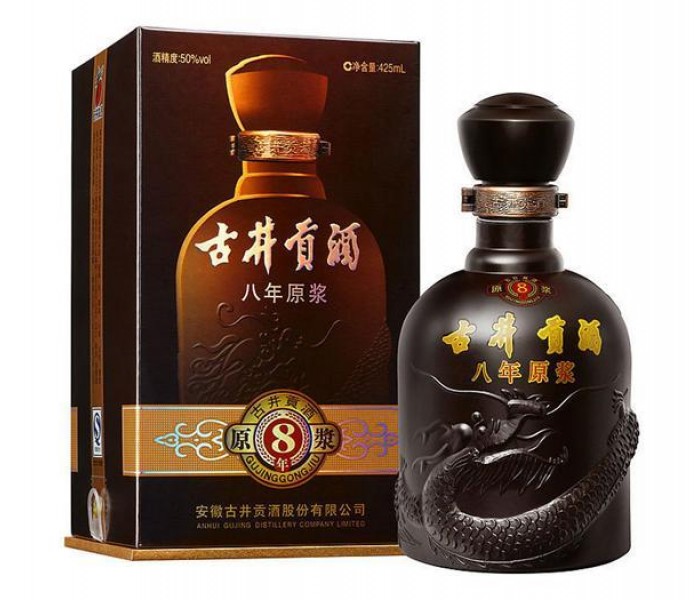 酒精度:50%vol
净含量:425mL
古井贡酒
八年原浆
古井贡酒
原8浆
年
GUJINGGONGJIU
安徽古井贡酒股份有限公司
ANHUI GUJING DISTILLERY COMPANY LIMITED
原8浆
古井贡酒
八年原浆